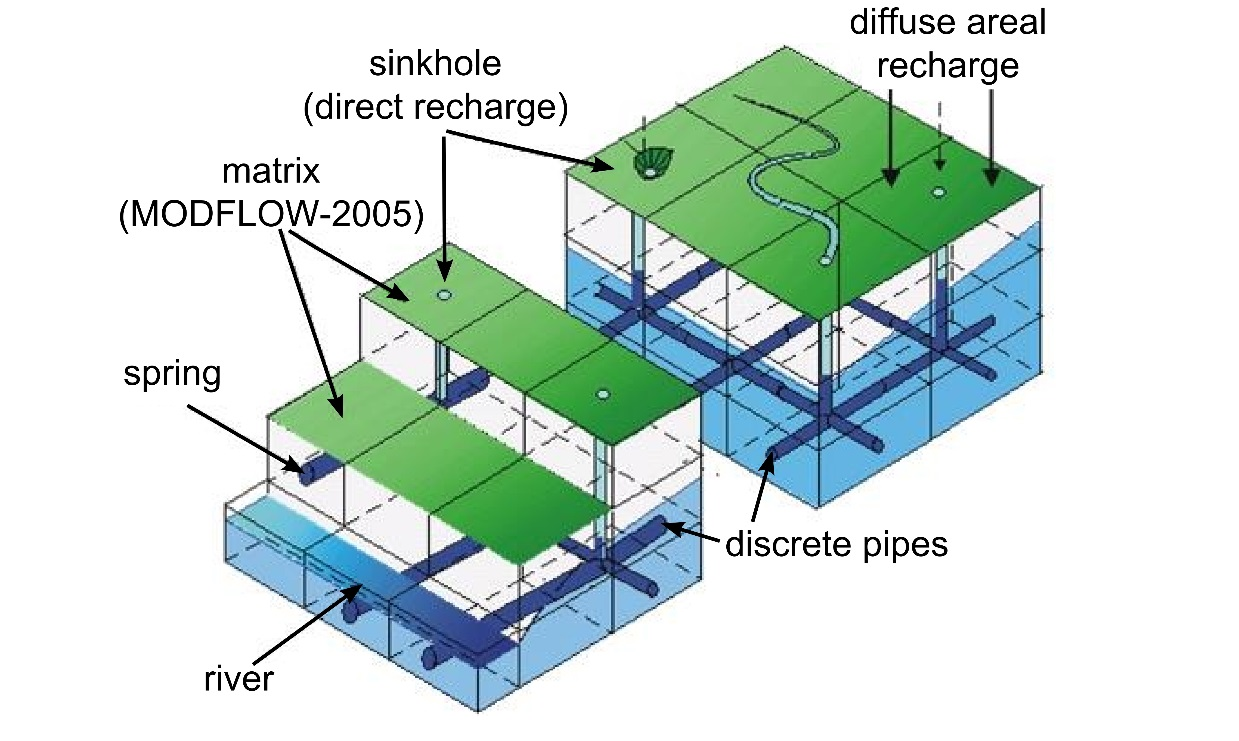 diffuse areal
recharge
sinkhole
(direct recharge)
matrix
(MODFLOW-2005)
spring
discrete pipes
river